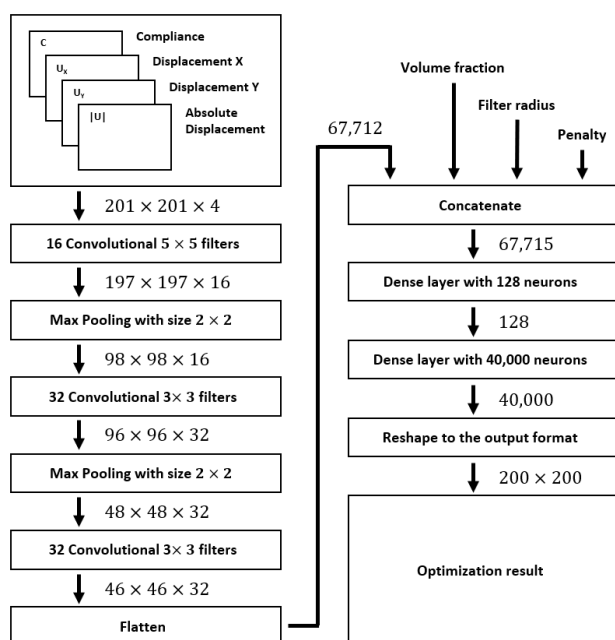 C
Compliance
Uₓ
Displacement X
Uᵧ
Displacement Y
|U|
Absolute
Displacement
201 × 201 × 4
16 Convolutional 5 × 5 filters
197 × 197 × 16
Max Pooling with size 2 × 2
98 × 98 × 16
32 Convolutional 3× 3 filters
96 × 96 × 32
Max Pooling with size 2 × 2
48 × 48 × 32
32 Convolutional 3× 3 filters
46 × 46 × 32
Flatten
67,712
Volume fraction
Filter radius
Penalty
Concatenate
67,715
Dense layer with 128 neurons
128
Dense layer with 40,000 neurons
40,000
Reshape to the output format
200 × 200
Optimization result